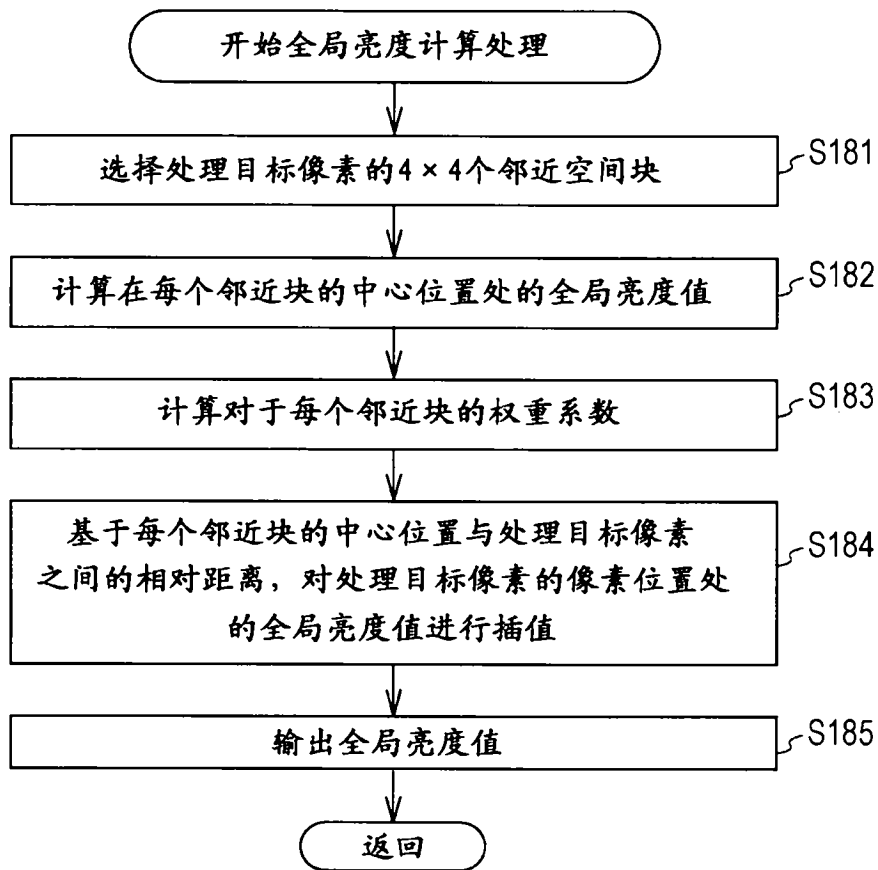 开始全局亮度计算处理
选择处理目标像素的4×4个邻近空间块
S181
计算在每个邻近块的中心位置处的全局亮度值
S182
计算对于每个邻近块的权重系数
S183
基于每个邻近块的中心位置与处理目标像素
之间的相对距离，对处理目标像素的像素位置处
的全局亮度值进行插值
S184
输出全局亮度值
S185
返回